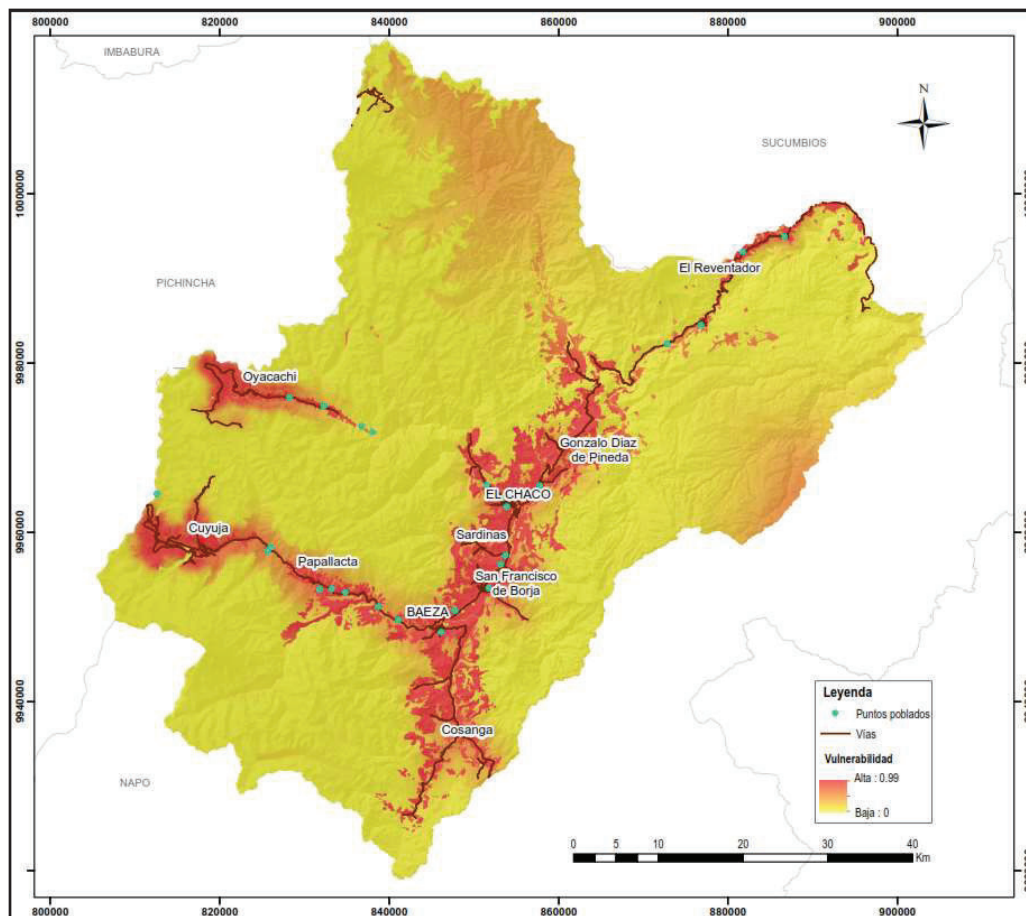 800000 820000 840000 860000 880000 900000
IMBABURA
N
SUCUMBIOS
10000000
El Reventador
PICHINCHA
9980000
Oyacachi
Gonzalo Diaz
de Pineda
EL CHACO
9960000
Cuyuja
Sardinas
Papallacta
San Francisco
de Borja
BAEZA
9940000
Cosanga
NAPO
Leyenda
Puntos poblados
Vías
Vulnerabilidad
Alta : 0.99
Baja : 0
0 5 10 20 30 40
Km
800000 820000 840000 860000 880000 900000